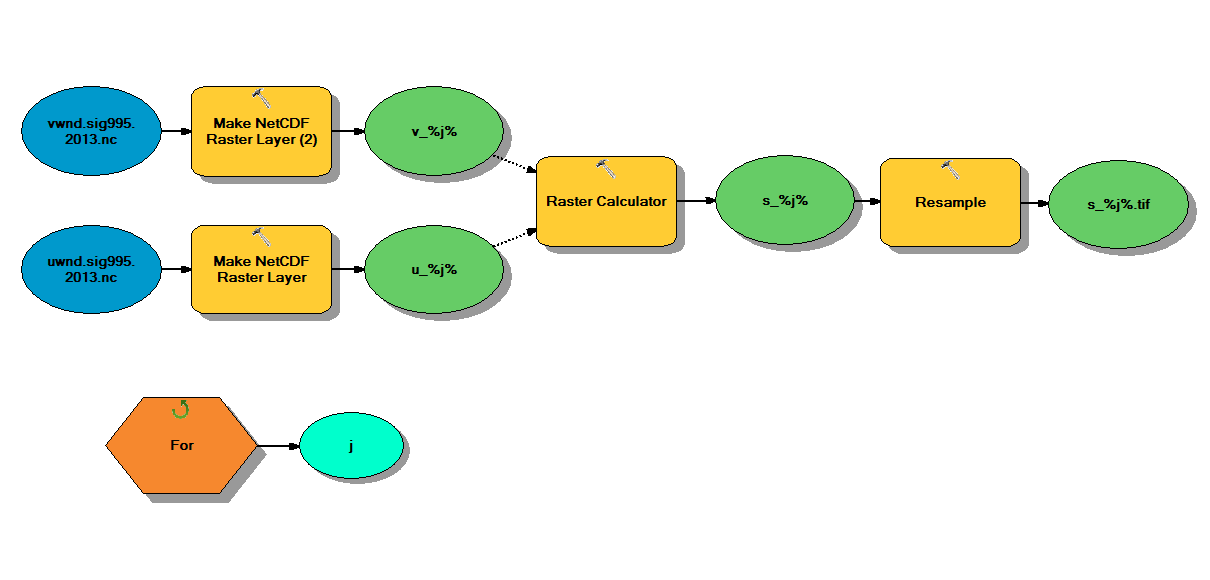 vwnd.sig995.
2013.nc
Make NetCDF
Raster Layer (2)
v_%j%
Raster Calculator
s_%j%
Resample
s_%j%.tif
uwnd.sig995.
2013.nc
Make NetCDF
Raster Layer
u_%j%
For
j